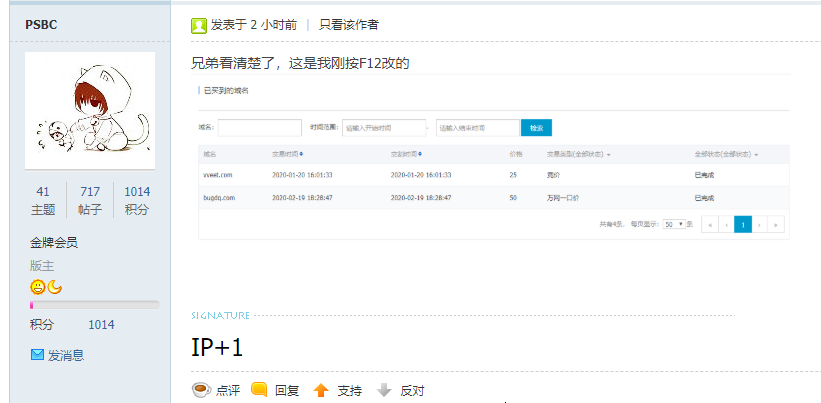 PSBC
发表于 2 小时前 | 只看该作者
兄弟看清楚了，这是我刚按F12改的
已买到的域名
域名: 时间范围: 请输入开始时间 - 请输入结束时间 检索
域名 交易时间 交割时间 价格 交易类型(全部状态) 全部状态(全部状态)
vveet.com 2020-01-20 16:01:33 2020-01-20 16:01:33 25 竞价 已完成
bugdq.com 2020-02-19 18:28:47 2020-02-19 18:28:47 50 万网一口价 已完成
共有4条， 每页显示: 50 条 « ‹ 1 › »
41 717 1014
主题 帖子 积分
金牌会员
版主
积分 1014
发消息
SIGNATURE
IP+1
点评 回复 支持 反对